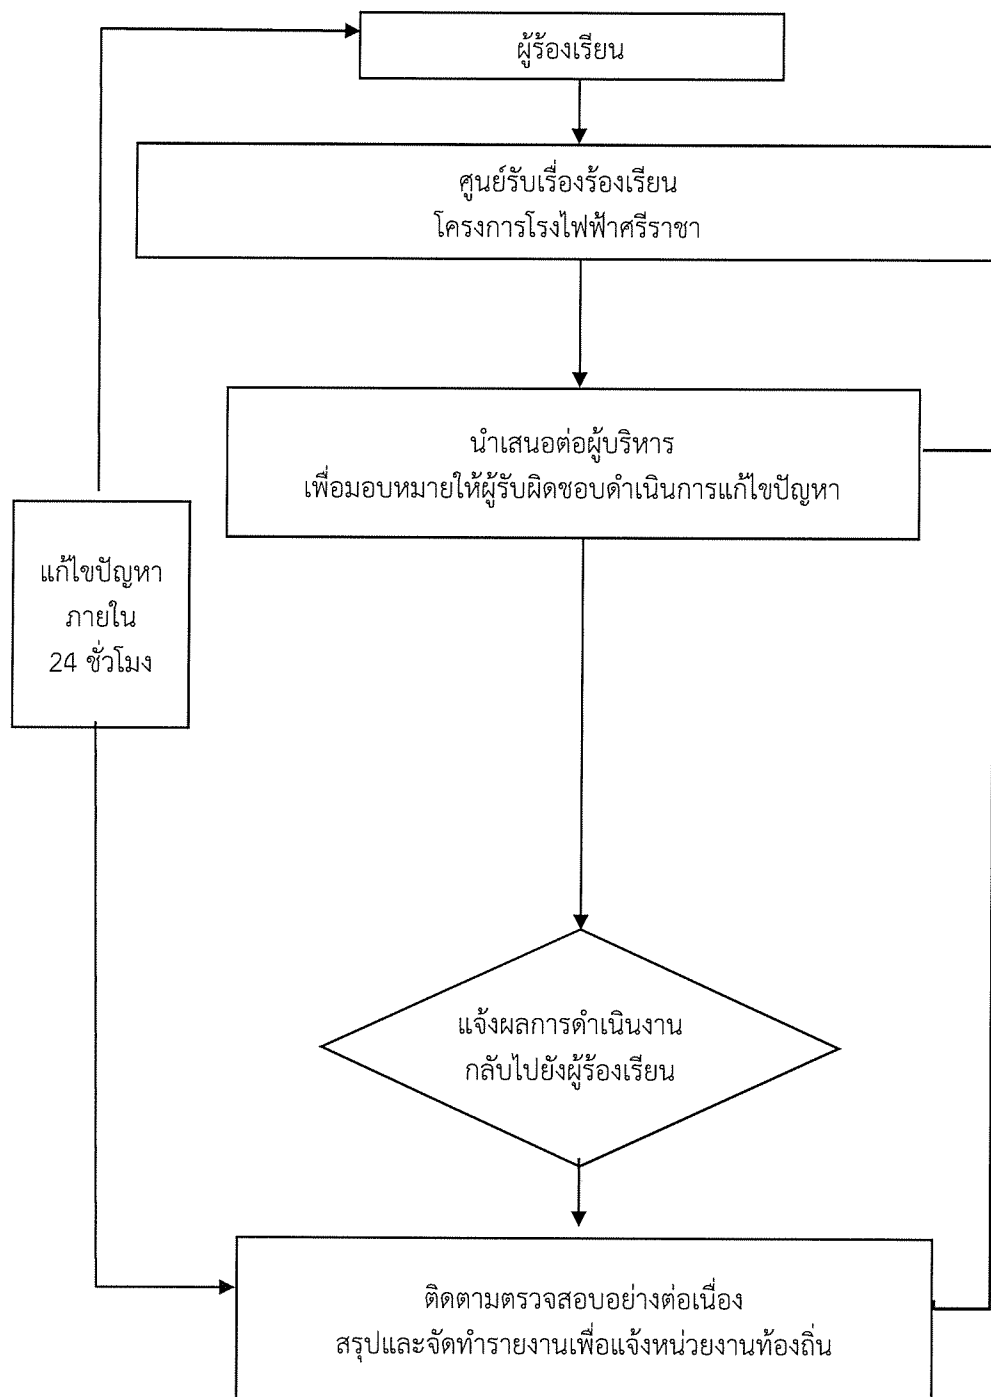 ผู้ร้องเรียน
ศูนย์รับเรื่องร้องเรียน
โครงการโรงไฟฟ้าศรีราชา
นำเสนอต่อผู้บริหาร
เพื่อมอบหมายให้ผู้รับผิดชอบดำเนินการแก้ไขปัญหา
แก้ไขปัญหา
ภายใน
24 ชั่วโมง
แจ้งผลการดำเนินงาน
กลับไปยังผู้ร้องเรียน
ติดตามตรวจสอบอย่างต่อเนื่อง
สรุปและจัดทำรายงานเพื่อแจ้งหน่วยงานท้องถิ่น